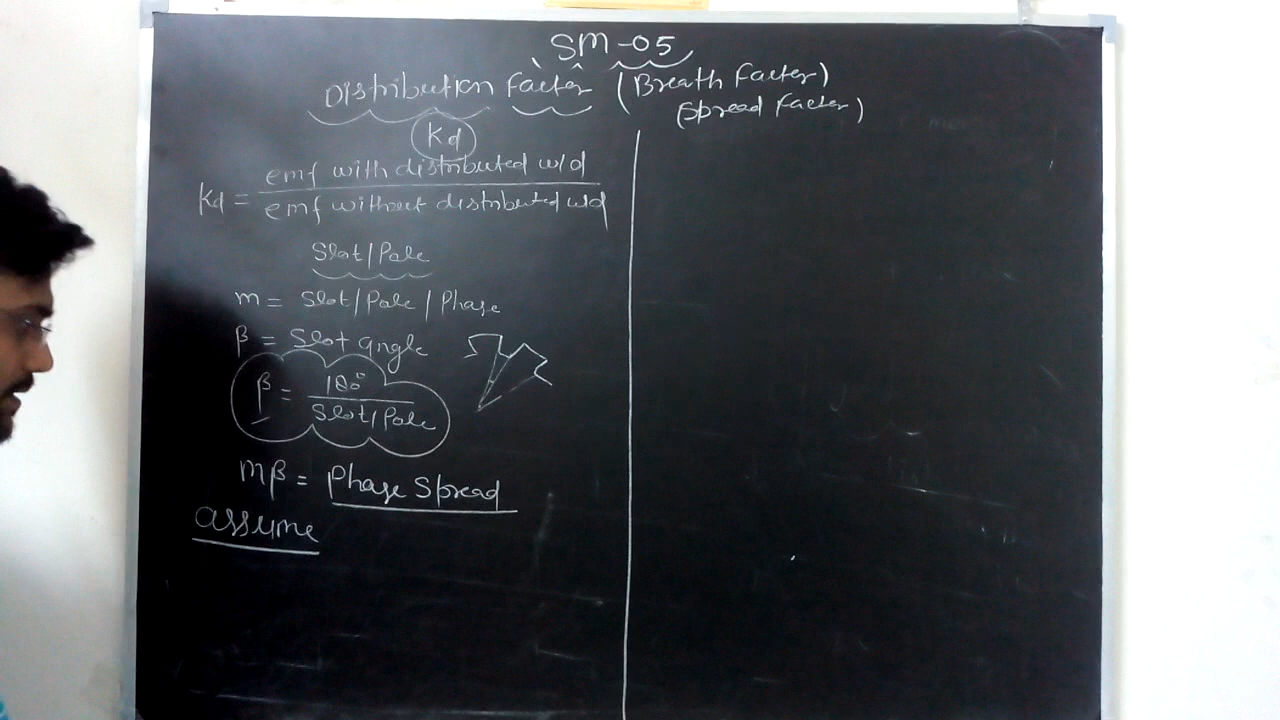 SM-05
Distribution factor (Breath factor)
(Spread factor)
Kd
Kd = emf with distributed w/d
emf without distributed w/d
Slot/Pole
m = Slot/Pole/Phase
β = Slot angle
β = 180°
Slot/Pole
mβ = Phase Spread
assume